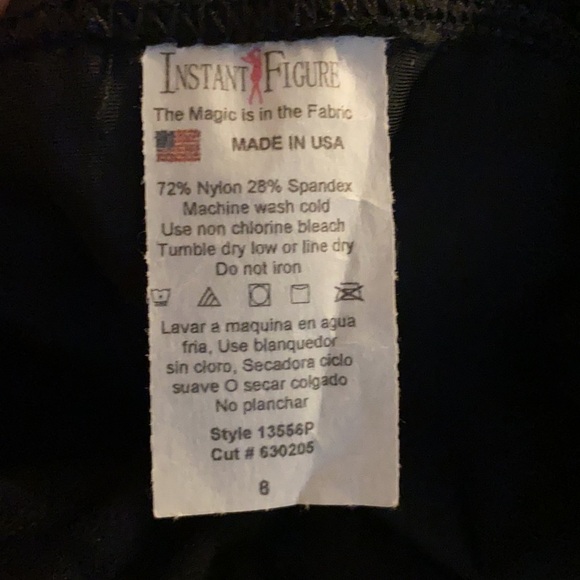 INSTANT FIGURE
The Magic is in the Fabric
MADE IN USA
72% Nylon 28% Spandex
Machine wash cold
Use non chlorine bleach
Tumble dry low or line dry
Do not iron
Lavar a maquina en agua
fria, Use blanquedor
sin cloro, Secadora ciclo
suave O secar colgado
No planchar
Style 13556P
Cut # 630205
8